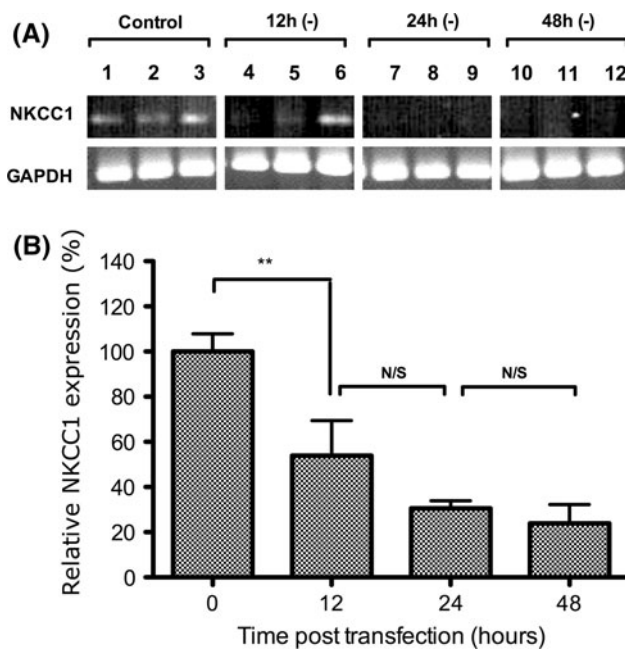 (A)
Control 12h (-) 24h (-) 48h (-)
1 2 3 4 5 6 7 8 9 10 11 12
NKCC1
GAPDH
(B)
Relative NKCC1 expression (%)
140
120
100
80
60
40
20
0
**
N/S N/S
0 12 24 48
Time post transfection (hours)